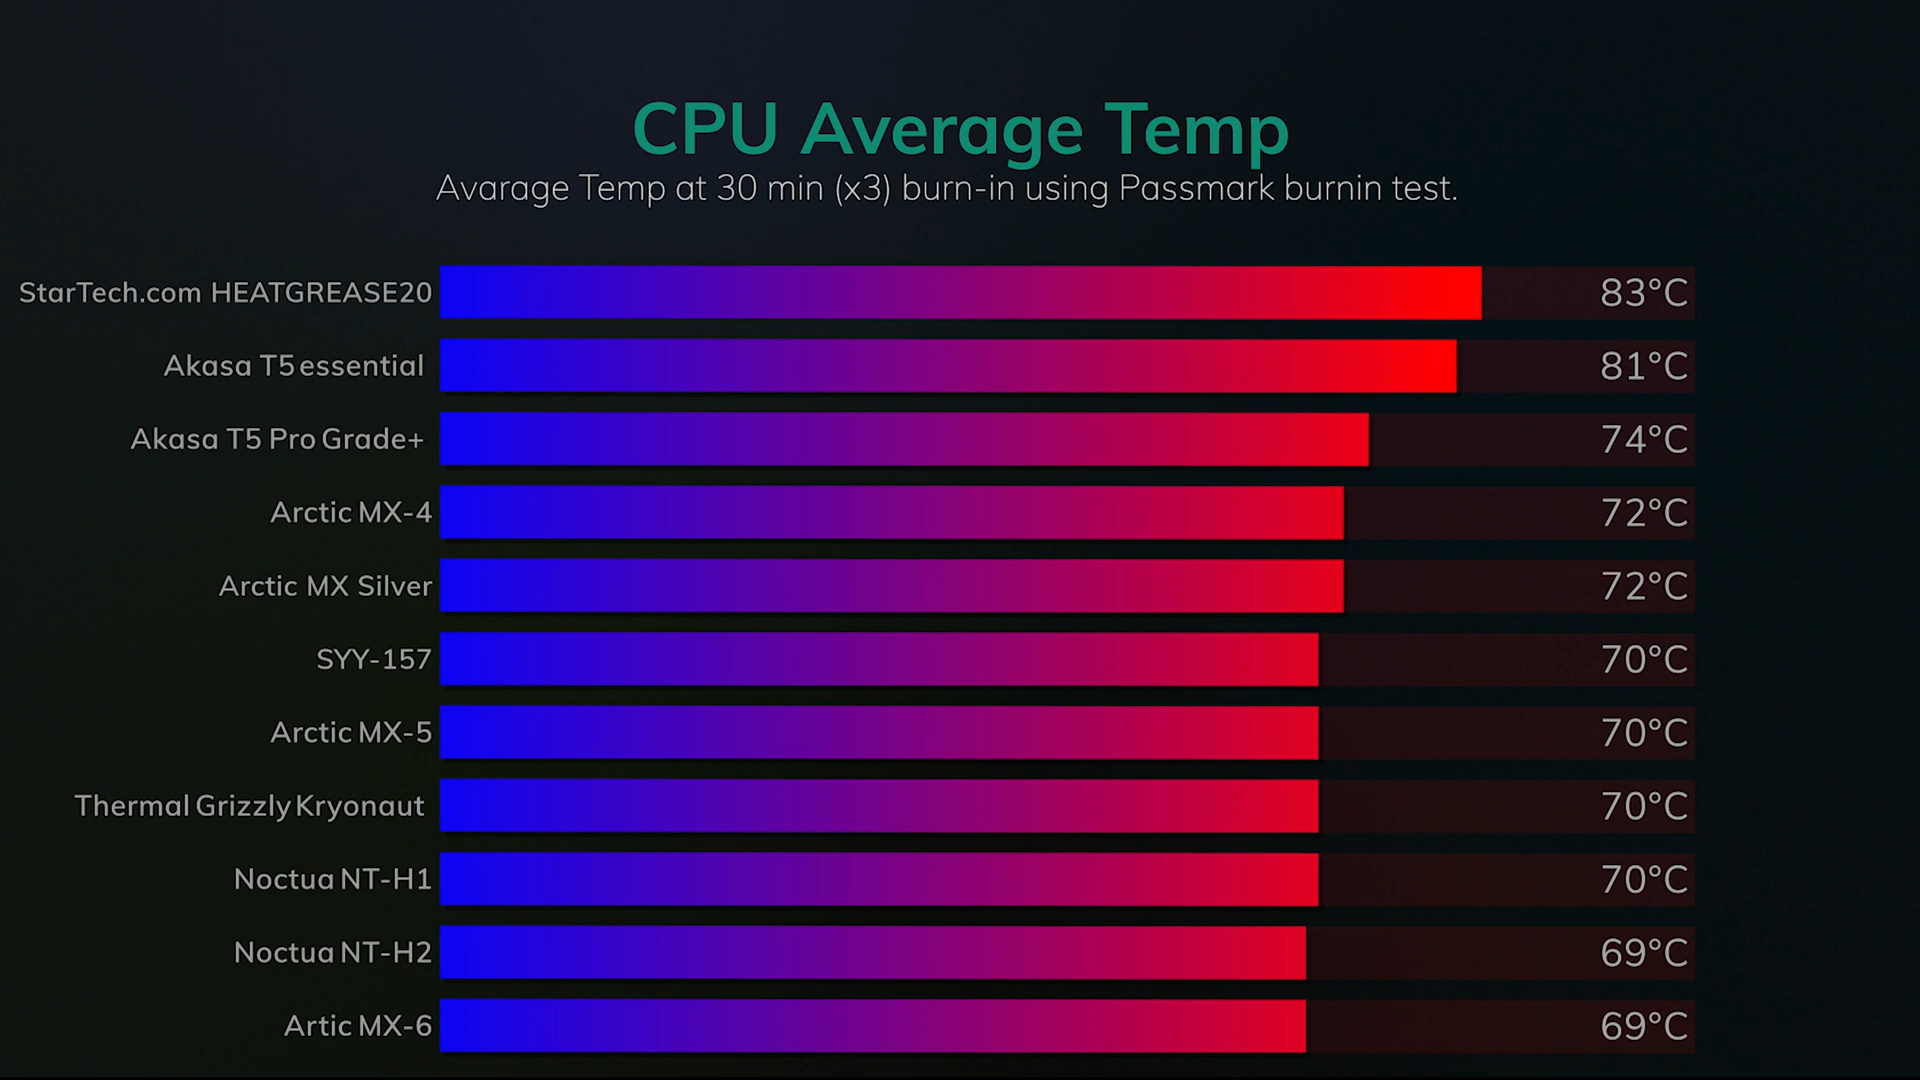 CPU Average Temp
Avarage Temp at 30 min (x3) burn-in using Passmark burnin test.
StarTech.com HEATGREASE20 83°C
Akasa T5 essential 81°C
Akasa T5 Pro Grade+ 74°C
Arctic MX-4 72°C
Arctic MX Silver 72°C
SYY-157 70°C
Arctic MX-5 70°C
Thermal Grizzly Kryonaut 70°C
Noctua NT-H1 70°C
Noctua NT-H2 69°C
Artic MX-6 69°C